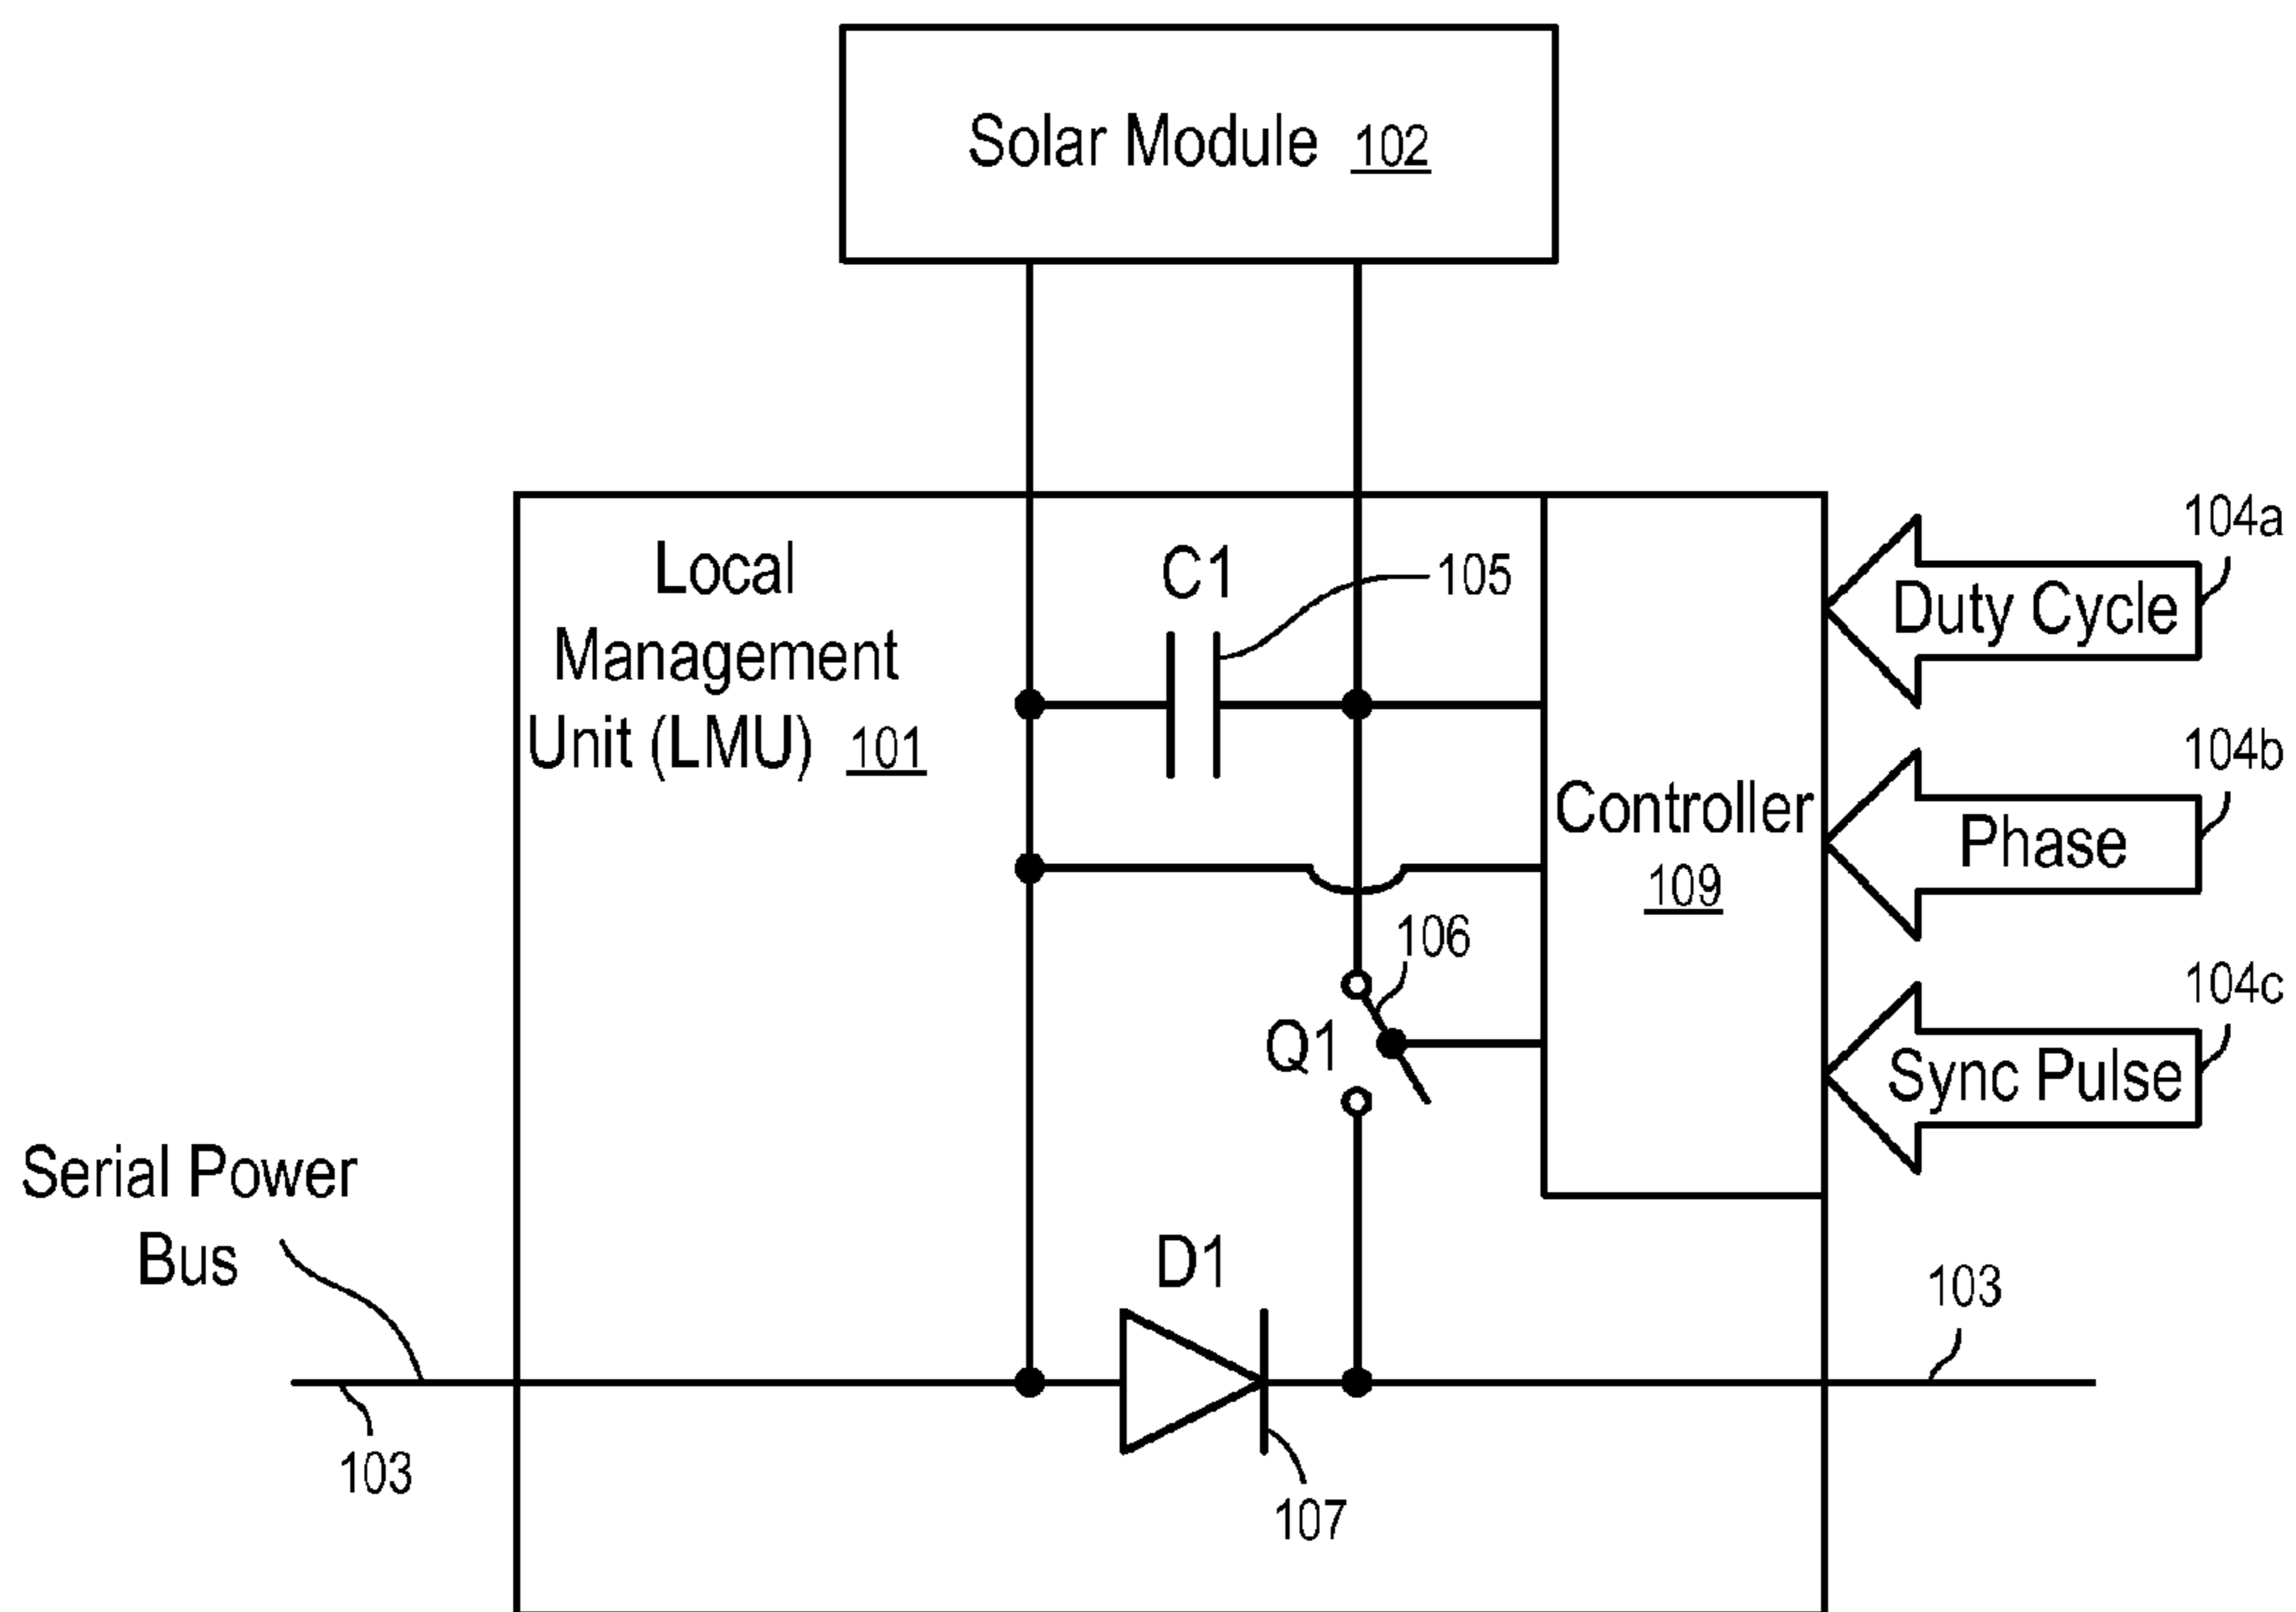 Solar Module 102
Local
Management
Unit (LMU) 101
C1
105
Controller
109
106
Q1
D1
107
Duty Cycle
104a
Phase
104b
Sync Pulse
104c
Serial Power
Bus
103
103